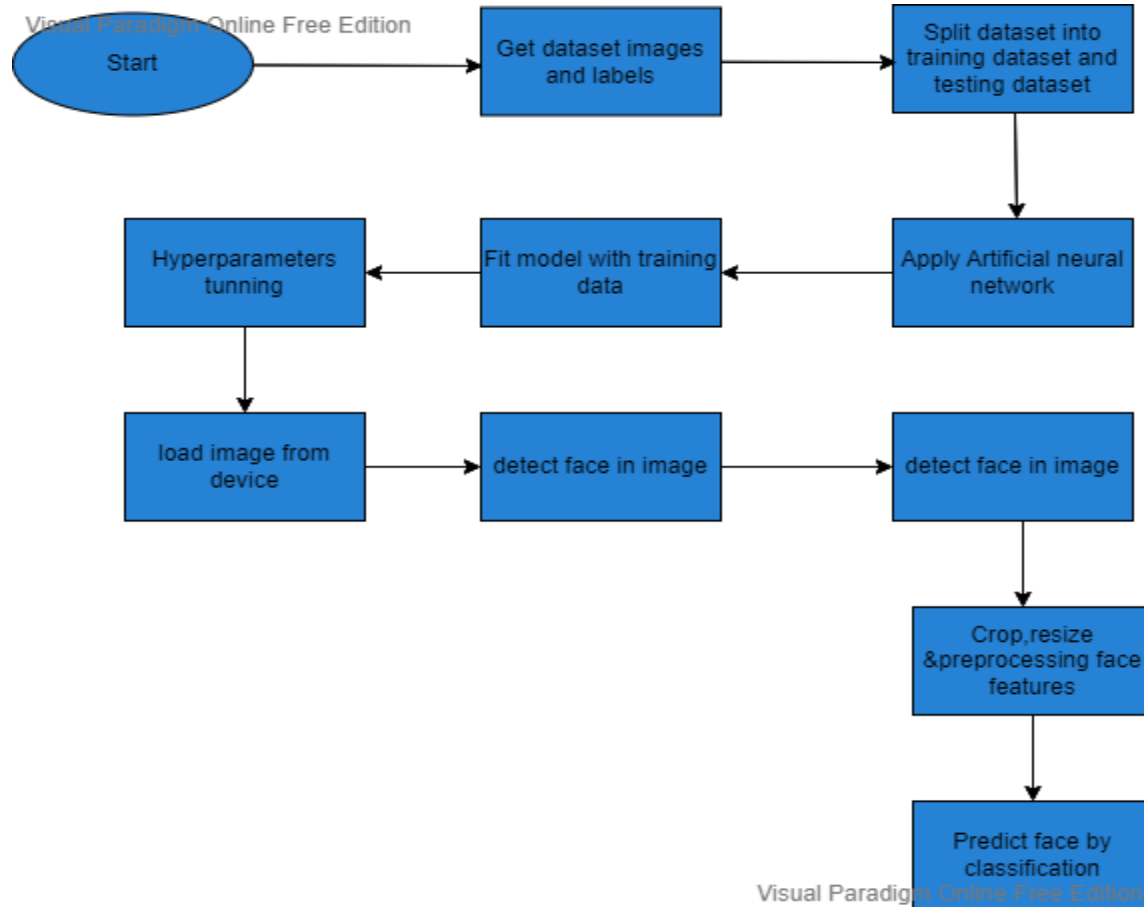 Visual Paradigm Online Free Edition
Start
Get dataset images
and labels
Split dataset into
training dataset and
testing dataset
Hyperparameters
tunning
Fit model with training
data
Apply Artificial neural
network
load image from
device
detect face in image
detect face in image
Crop,resize
&preprocessing face
features
Predict face by
classification
Visual Paradigm Online Free Edition